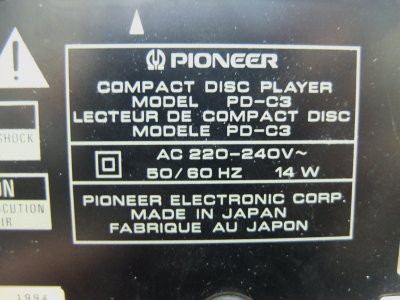 PIONEER
COMPACT DISC PLAYER
MODEL PD-C3
LECTEUR DE COMPACT DISC
MODELE PD-C3
AC 220-240V~
50/60 HZ 14 W
PIONEER ELECTRONIC CORP.
MADE IN JAPAN
FABRIQUE AU JAPON
SHOCK
ON
CUTION
IR
1994